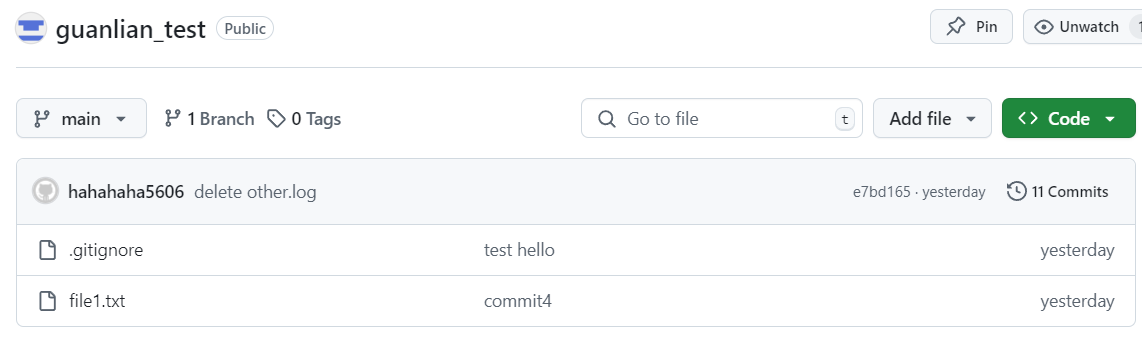 guanlian_test Public Pin Unwatch 1
main 1 Branch 0 Tags Go to file t Add file Code
hahahaha5606 delete other.log e7bd165 · yesterday 11 Commits
.gitignore test hello yesterday
file1.txt commit4 yesterday